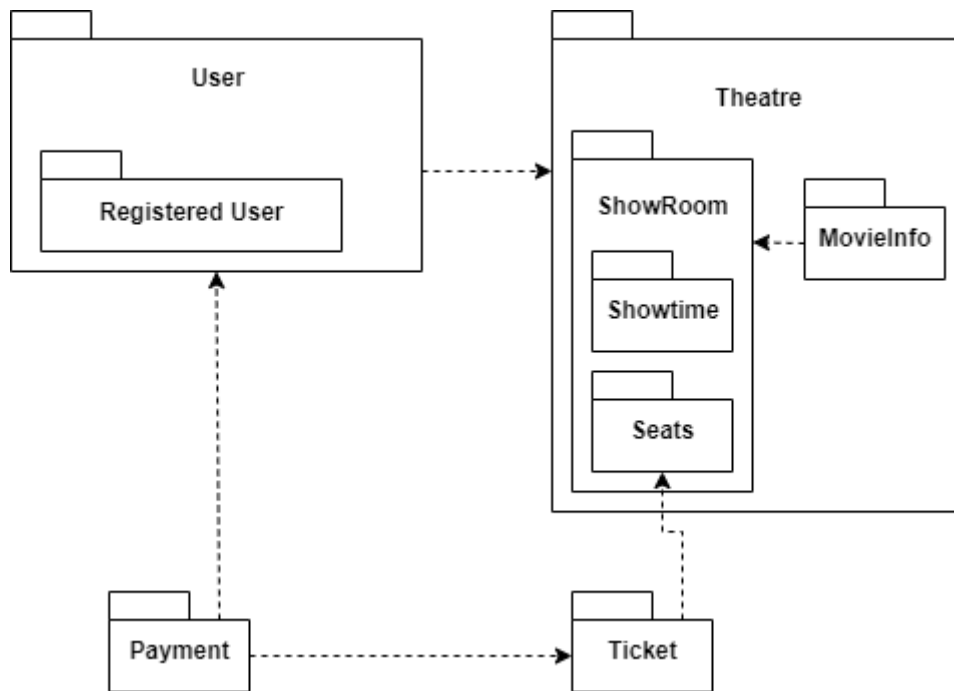 User
Theatre
Registered User
ShowRoom
MovieInfo
Showtime
Seats
Payment
Ticket